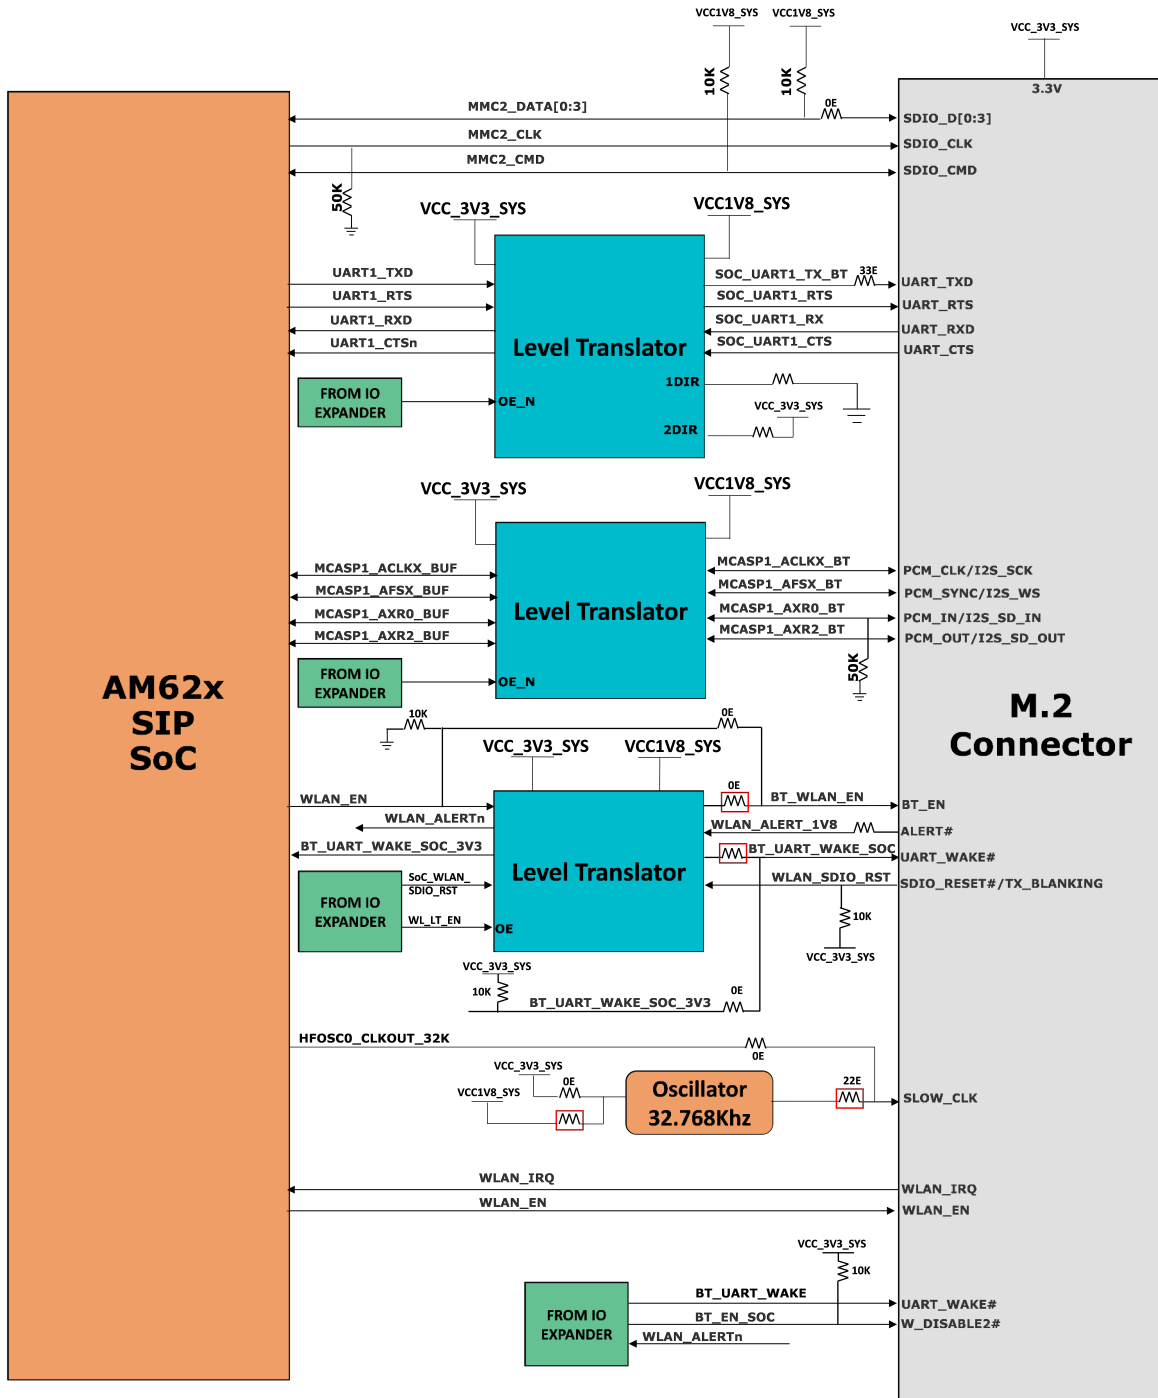 VCC1V8_SYS
VCC1V8_SYS
VCC_3V3_SYS
10K
10K
3.3V
MMC2_DATA[0:3]
0E
SDIO_D[0:3]
MMC2_CLK
SDIO_CLK
MMC2_CMD
SDIO_CMD
50K
VCC_3V3_SYS
VCC1V8_SYS
UART1_TXD
SOC_UART1_TX_BT
33E
UART_TXD
UART1_RTS
SOC_UART1_RTS
UART_RTS
UART1_RXD
SOC_UART1_RX
UART_RXD
UART1_CTSn
SOC_UART1_CTS
UART_CTS
Level Translator
1DIR
FROM IO
EXPANDER
OE_N
VCC_3V3_SYS
2DIR
VCC_3V3_SYS
VCC1V8_SYS
MCASP1_ACLKX_BUF
MCASP1_ACLKX_BT
PCM_CLK/I2S_SCK
MCASP1_AFSX_BUF
MCASP1_AFSX_BT
PCM_SYNC/I2S_WS
MCASP1_AXR0_BUF
MCASP1_AXR0_BT
PCM_IN/I2S_SD_IN
MCASP1_AXR2_BUF
MCASP1_AXR2_BT
PCM_OUT/I2S_SD_OUT
Level Translator
FROM IO
EXPANDER
OE_N
50K
AM62x
SIP
SoC
M.2
Connector
10K
0E
VCC_3V3_SYS
VCC1V8_SYS
0E
WLAN_EN
BT_WLAN_EN
BT_EN
WLAN_ALERTn
WLAN_ALERT_1V8
ALERT#
BT_UART_WAKE_SOC_3V3
BT_UART_WAKE_SOC
UART_WAKE#
Level Translator
SoC_WLAN_
SDIO_RST
WLAN_SDIO_RST
SDIO_RESET#/TX_BLANKING
FROM IO
EXPANDER
WL_LT_EN
OE
10K
VCC_3V3_SYS
VCC_3V3_SYS
10K
BT_UART_WAKE_SOC_3V3
0E
HFOSC0_CLKOUT_32K
0E
VCC_3V3_SYS
VCC1V8_SYS
0E
Oscillator
32.768Khz
22E
SLOW_CLK
WLAN_IRQ
WLAN_IRQ
WLAN_EN
WLAN_EN
VCC_3V3_SYS
10K
FROM IO
EXPANDER
BT_UART_WAKE
UART_WAKE#
BT_EN_SOC
W_DISABLE2#
WLAN_ALERTn